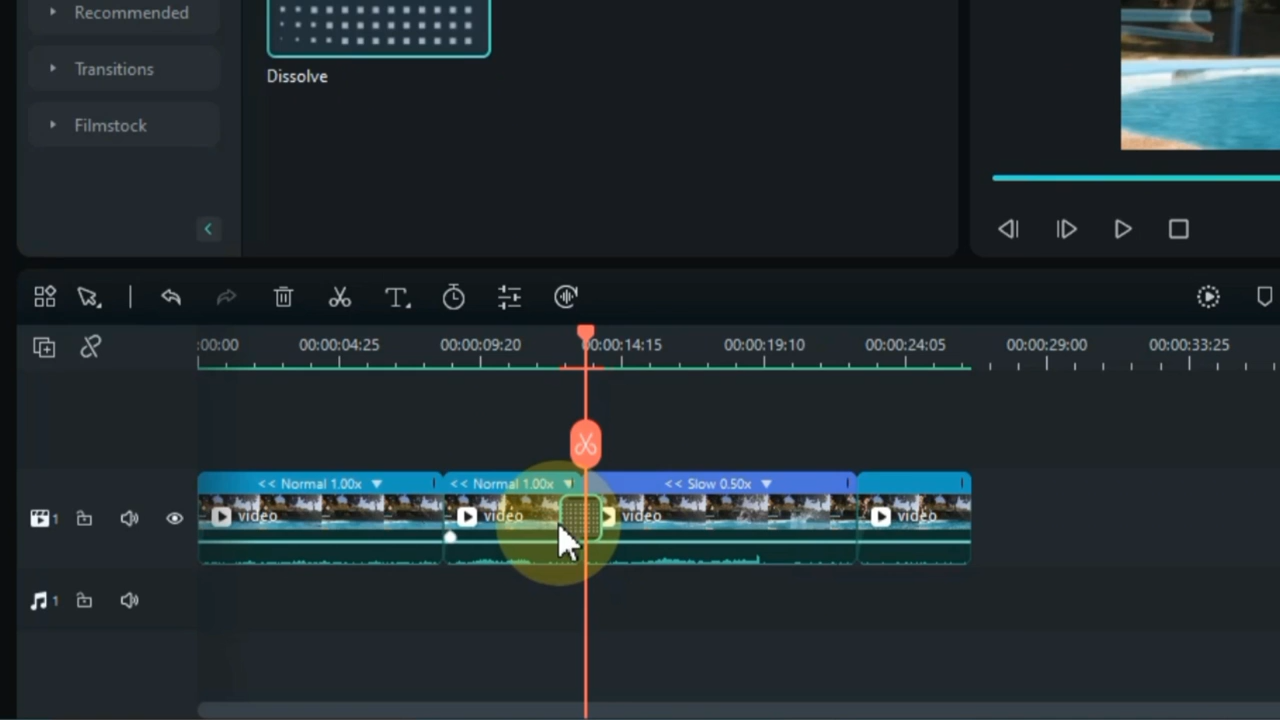 Recommended
Transitions
Filmstock
Dissolve
:00:00 00:00:04:25 00:00:09:20 00:00:14:15 00:00:19:10 00:00:24:05 00:00:29:00 00:00:33:25
<< Normal 1.00x << Normal 1.00x << Slow 0.50x
1 video video video video
1